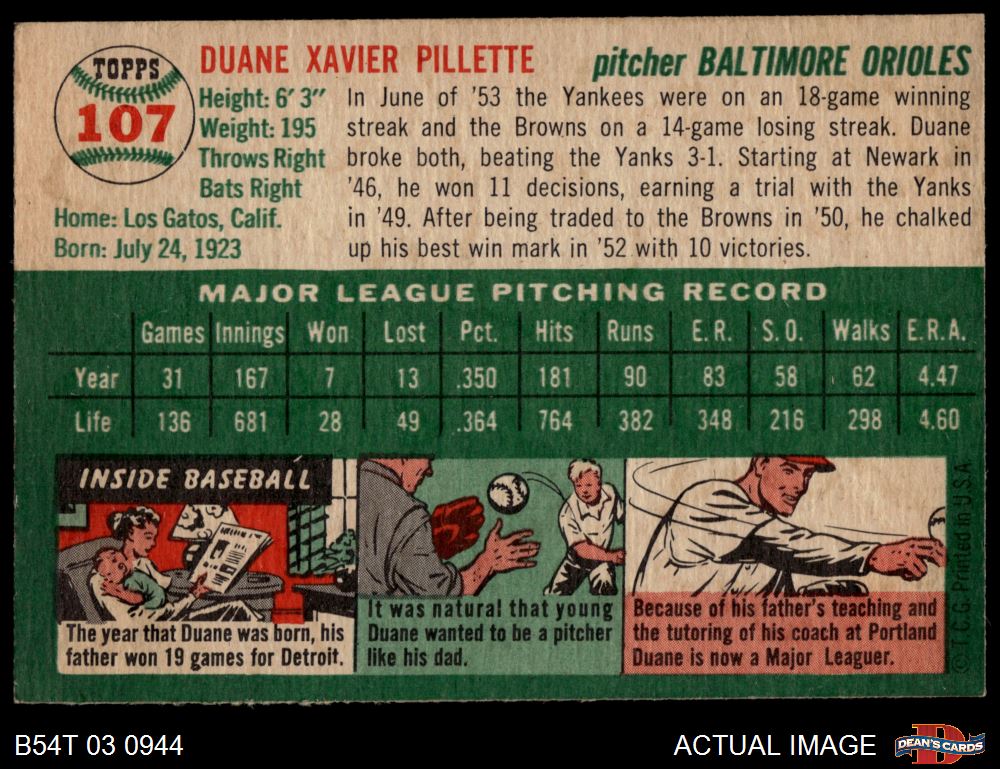 TOPPS
107
DUANE XAVIER PILLETTE
pitcher BALTIMORE ORIOLES
Height: 6' 3"
Weight: 195
Throws Right
Bats Right
Home: Los Gatos, Calif.
Born: July 24, 1923
In June of '53 the Yankees were on an 18-game winning
streak and the Browns on a 14-game losing streak. Duane
broke both, beating the Yanks 3-1. Starting at Newark in
'46, he won 11 decisions, earning a trial with the Yanks
in '49. After being traded to the Browns in '50, he chalked
up his best win mark in '52 with 10 victories.
MAJOR LEAGUE PITCHING RECORD
Games Innings Won Lost Pct. Hits Runs E.R. S.O. Walks E.R.A.
Year 31 167 7 13 .350 181 90 83 58 62 4.47
Life 136 681 28 49 .364 764 382 348 216 298 4.60
INSIDE BASEBALL
The year that Duane was born, his
father won 19 games for Detroit.
It was natural that young
Duane wanted to be a pitcher
like his dad.
Because of his father's teaching and
the tutoring of his coach at Portland
Duane is now a Major Leaguer.
© T.C.G. Printed in U.S.A.
B54T 03 0944
ACTUAL IMAGE
D
DEAN'S CARDS